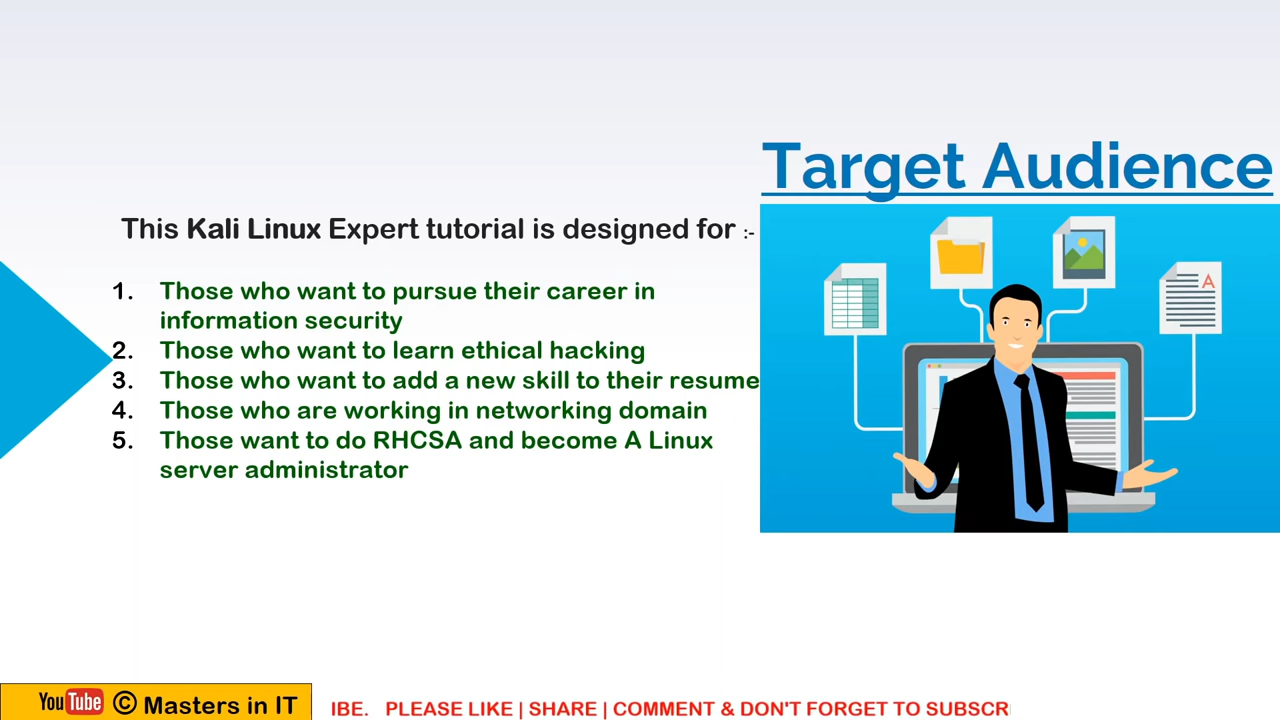 Target Audience
This Kali Linux Expert tutorial is designed for :-
1. Those who want to pursue their career in
information security
2. Those who want to learn ethical hacking
3. Those who want to add a new skill to their resume
4. Those who are working in networking domain
5. Those want to do RHCSA and become A Linux
server administrator
A
YouTube © Masters in IT
IBE. PLEASE LIKE | SHARE | COMMENT & DON'T FORGET TO SUBSCR